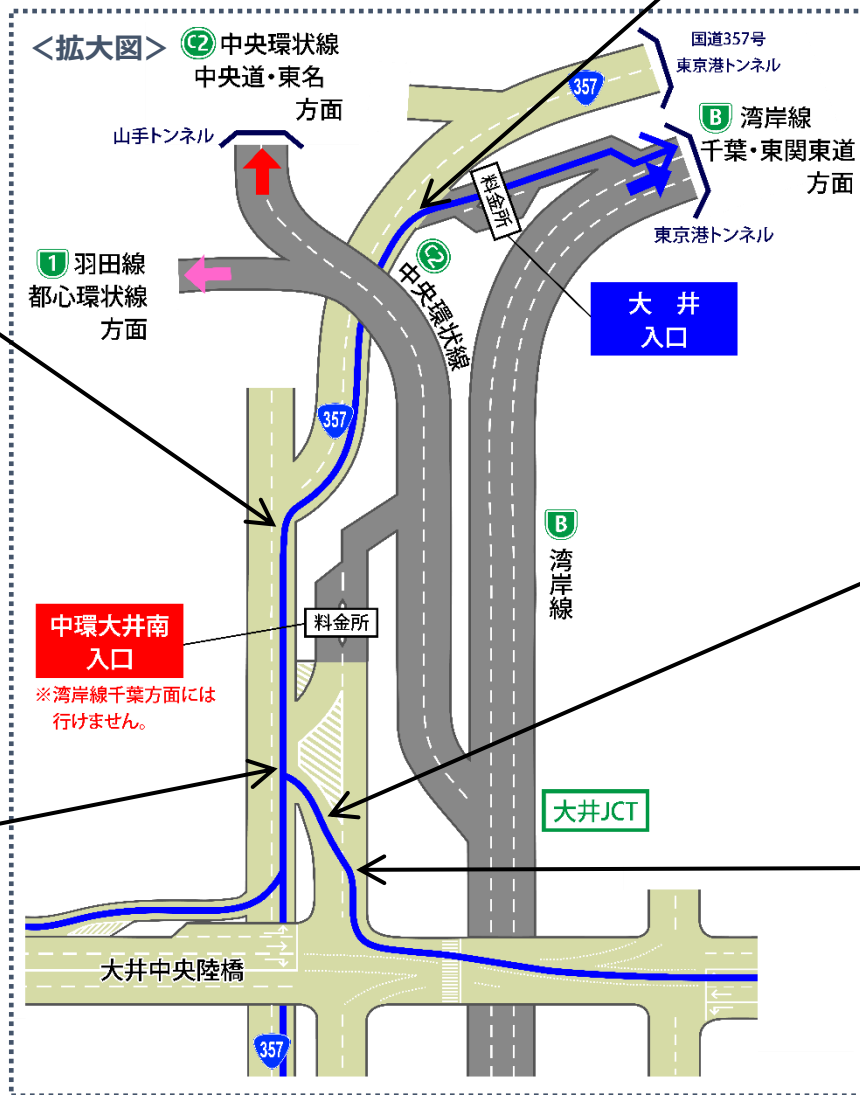 <拡大図>
C2 中央環状線
中央道・東名
方面
国道357号
東京港トンネル
357
山手トンネル
B 湾岸線
千葉・東関東道
方面
料金所
東京港トンネル
1 羽田線
都心環状線
方面
C2
中央環状線
大 井
入口
357
B
湾岸線
中環大井南
入口
料金所
※湾岸線千葉方面には
行けません。
大井JCT
大井中央陸橋
357